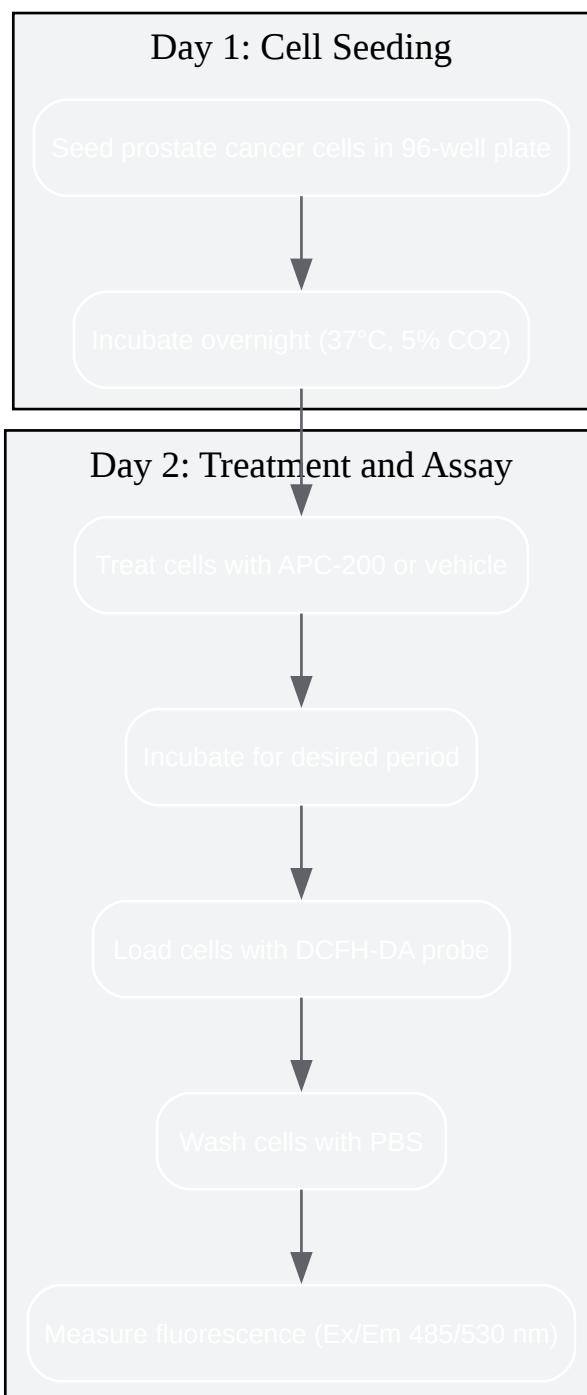 Day 1: Cell Seeding
Seed prostate cancer cells in 96-well plate
Incubate overnight (37°C, 5% CO2)
Day 2: Treatment and Assay
Treat cells with APC-200 or vehicle
Incubate for desired period
Load cells with DCFH-DA probe
Wash cells with PBS
Measure fluorescence (Ex/Em 485/530 nm)